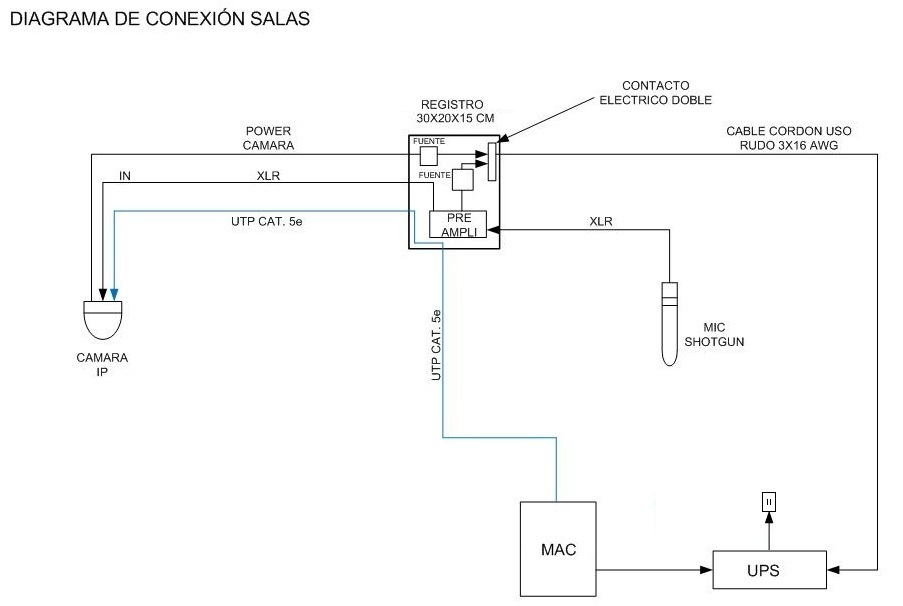 DIAGRAMA DE CONEXIÓN SALAS
CONTACTO
ELECTRICO DOBLE
REGISTRO
30X20X15 CM
POWER
CAMARA
CABLE CORDON USO
RUDO 3X16 AWG
FUENTE
FUENTE
IN
XLR
UTP CAT. 5e
PRE
AMPLI
XLR
UTP CAT. 5e
MIC
SHOTGUN
CAMARA
IP
MAC
UPS